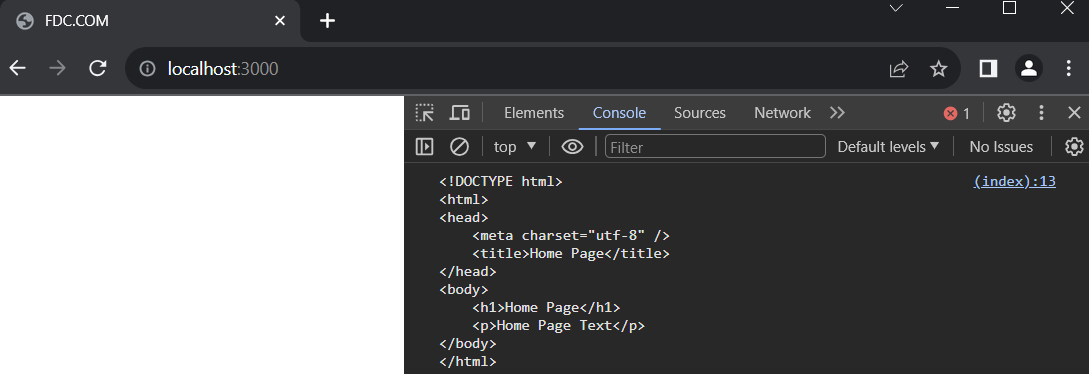 FDC.COM
localhost:3000
Elements Console Sources Network 1
top Filter Default levels No Issues
<!DOCTYPE html> (index):13
<html>
<head>
    <meta charset="utf-8" />
    <title>Home Page</title>
</head>
<body>
    <h1>Home Page</h1>
    <p>Home Page Text</p>
</body>
</html>